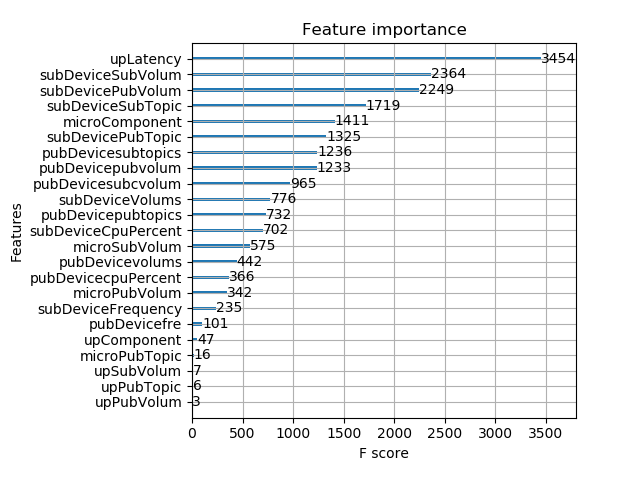 Feature importance
upLatency 3454
subDeviceSubVolum 2364
subDevicePubVolum 2249
subDeviceSubTopic 1719
microComponent 1411
subDevicePubTopic 1325
pubDevicesubtopics 1236
pubDevicepubvolum 1233
pubDevicesubcvolum 965
subDeviceVolums 776
pubDevicepubtopics 732
subDeviceCpuPercent 702
microSubVolum 575
pubDevicevolums 442
pubDevicecpuPercent 366
microPubVolum 342
subDeviceFrequency 235
pubDevicefre 101
upComponent 47
microPubTopic 16
upSubVolum 7
upPubTopic 6
upPubVolum 3
Features
0 500 1000 1500 2000 2500 3000 3500
F score